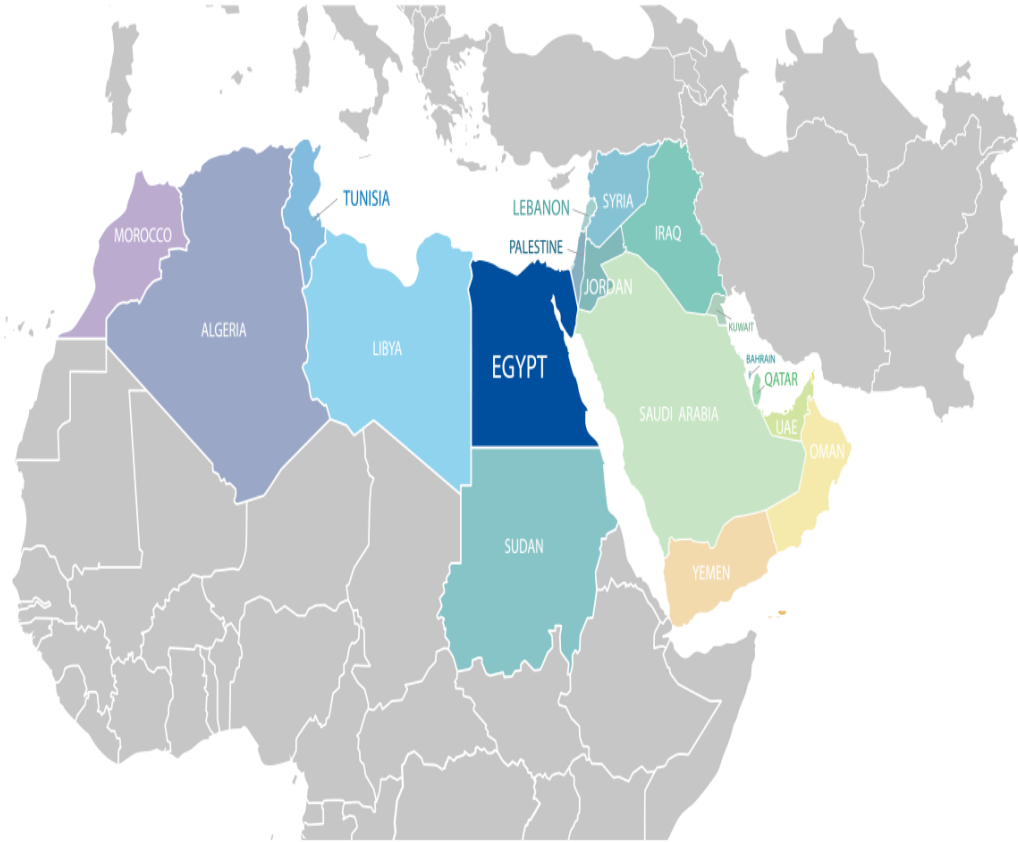 TUNISIA
LEBANON
SYRIA
MOROCCO
IRAQ
PALESTINE
JORDAN
ALGERIA
KUWAIT
LIBYA
BAHRAIN
EGYPT
QATAR
SAUDI ARABIA
UAE
OMAN
SUDAN
YEMEN